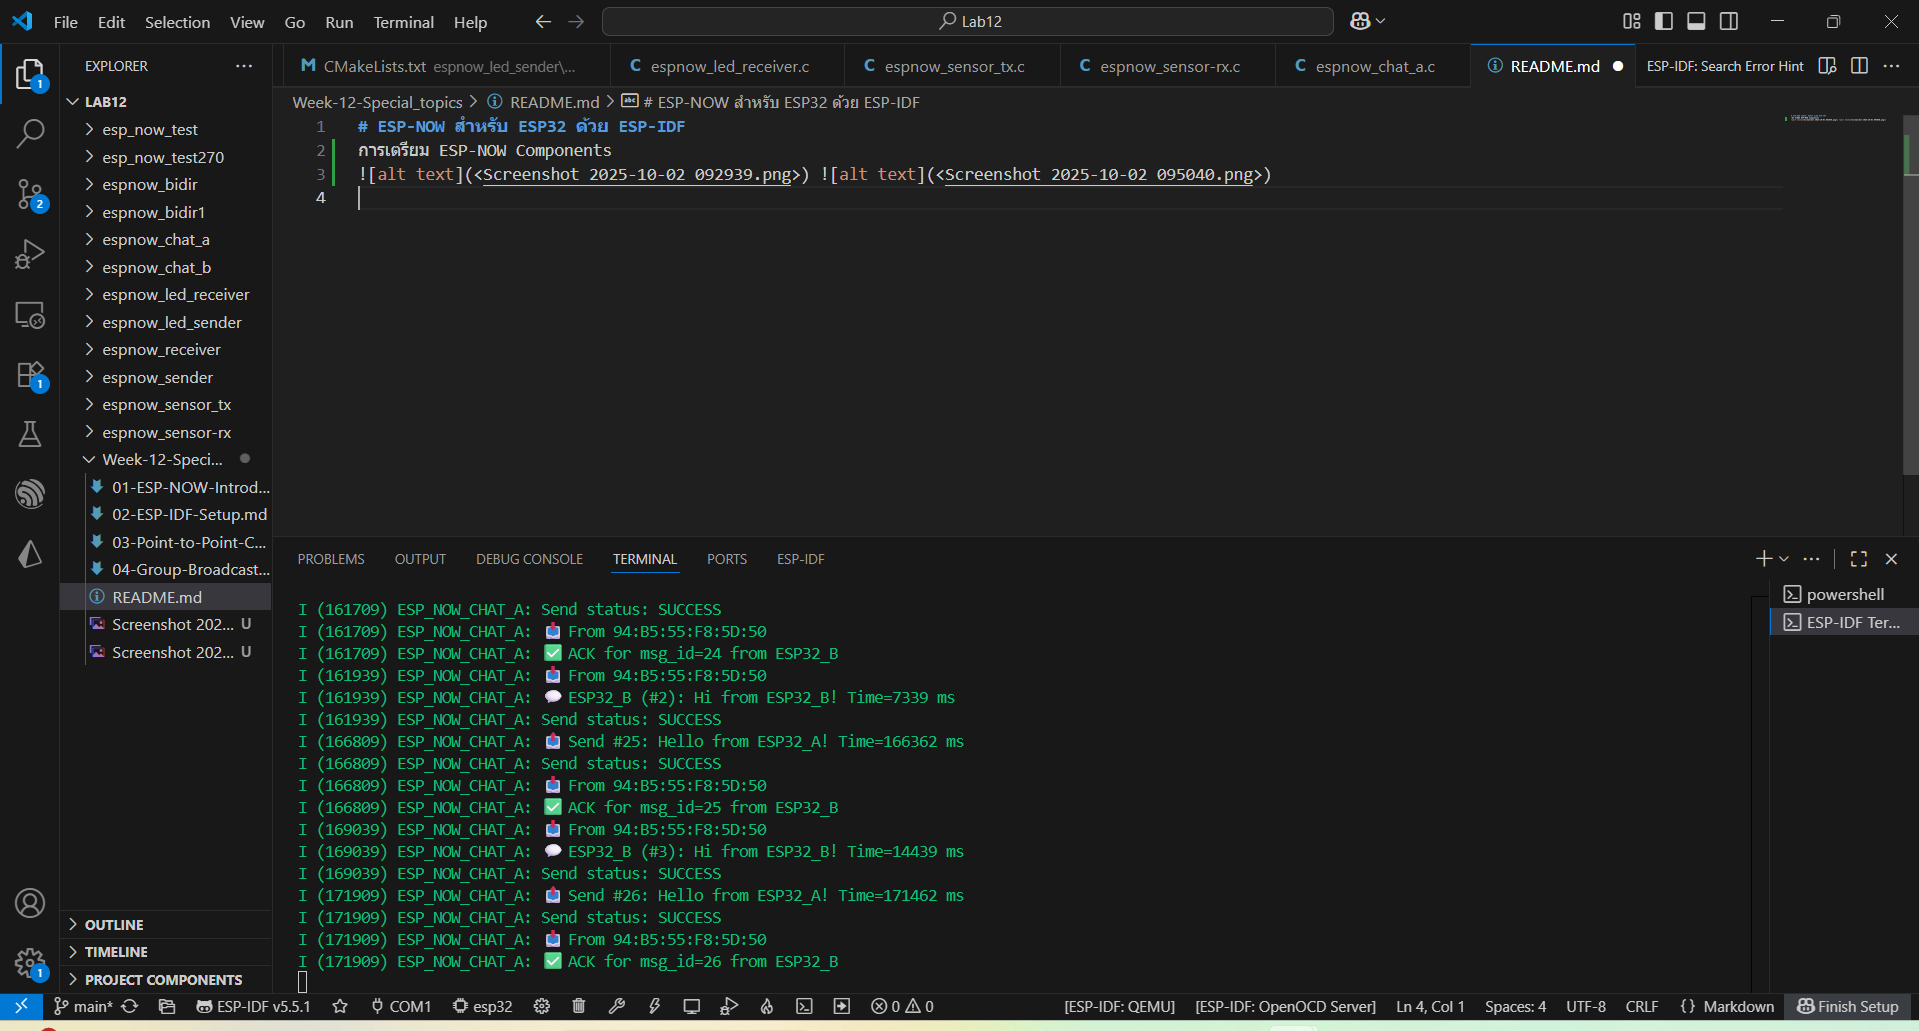 File Edit Selection View Go Run Terminal Help
Lab12
EXPLORER
CMakeLists.txt espnow_led_sender\...
espnow_led_receiver.c
espnow_sensor_tx.c
espnow_sensor-rx.c
espnow_chat_a.c
README.md
ESP-IDF: Search Error Hint
Week-12-Special_topics > README.md > # ESP-NOW สำหรับ ESP32 ด้วย ESP-IDF
1 # ESP-NOW สำหรับ ESP32 ด้วย ESP-IDF
2 การเตรียม ESP-NOW Components
3 ![alt text](<Screenshot 2025-10-02 092939.png>) ![alt text](<Screenshot 2025-10-02 095040.png>)
4
LAB12
esp_now_test
esp_now_test270
espnow_bidir
espnow_bidir1
espnow_chat_a
espnow_chat_b
espnow_led_receiver
espnow_led_sender
espnow_receiver
espnow_sender
espnow_sensor_tx
espnow_sensor-rx
Week-12-Speci...
01-ESP-NOW-Introd...
02-ESP-IDF-Setup.md
03-Point-to-Point-C...
04-Group-Broadcast...
README.md
Screenshot 202... U
Screenshot 202... U
OUTLINE
TIMELINE
PROJECT COMPONENTS
1
2
1
1
PROBLEMS OUTPUT DEBUG CONSOLE TERMINAL PORTS ESP-IDF
powershell
ESP-IDF Ter...
I (161709) ESP_NOW_CHAT_A: Send status: SUCCESS
I (161709) ESP_NOW_CHAT_A: 📥 From 94:B5:55:F8:5D:50
I (161709) ESP_NOW_CHAT_A: ✅ ACK for msg_id=24 from ESP32_B
I (161939) ESP_NOW_CHAT_A: 📥 From 94:B5:55:F8:5D:50
I (161939) ESP_NOW_CHAT_A: 💬 ESP32_B (#2): Hi from ESP32_B! Time=7339 ms
I (161939) ESP_NOW_CHAT_A: Send status: SUCCESS
I (166809) ESP_NOW_CHAT_A: 📤 Send #25: Hello from ESP32_A! Time=166362 ms
I (166809) ESP_NOW_CHAT_A: Send status: SUCCESS
I (166809) ESP_NOW_CHAT_A: 📥 From 94:B5:55:F8:5D:50
I (166809) ESP_NOW_CHAT_A: ✅ ACK for msg_id=25 from ESP32_B
I (169039) ESP_NOW_CHAT_A: 📥 From 94:B5:55:F8:5D:50
I (169039) ESP_NOW_CHAT_A: 💬 ESP32_B (#3): Hi from ESP32_B! Time=14439 ms
I (169039) ESP_NOW_CHAT_A: Send status: SUCCESS
I (171909) ESP_NOW_CHAT_A: 📤 Send #26: Hello from ESP32_A! Time=171462 ms
I (171909) ESP_NOW_CHAT_A: Send status: SUCCESS
I (171909) ESP_NOW_CHAT_A: 📥 From 94:B5:55:F8:5D:50
I (171909) ESP_NOW_CHAT_A: ✅ ACK for msg_id=26 from ESP32_B
main* ESP-IDF v5.5.1 COM1 esp32 0 0 [ESP-IDF: QEMU] [ESP-IDF: OpenOCD Server] Ln 4, Col 1 Spaces: 4 UTF-8 CRLF {} Markdown Finish Setup